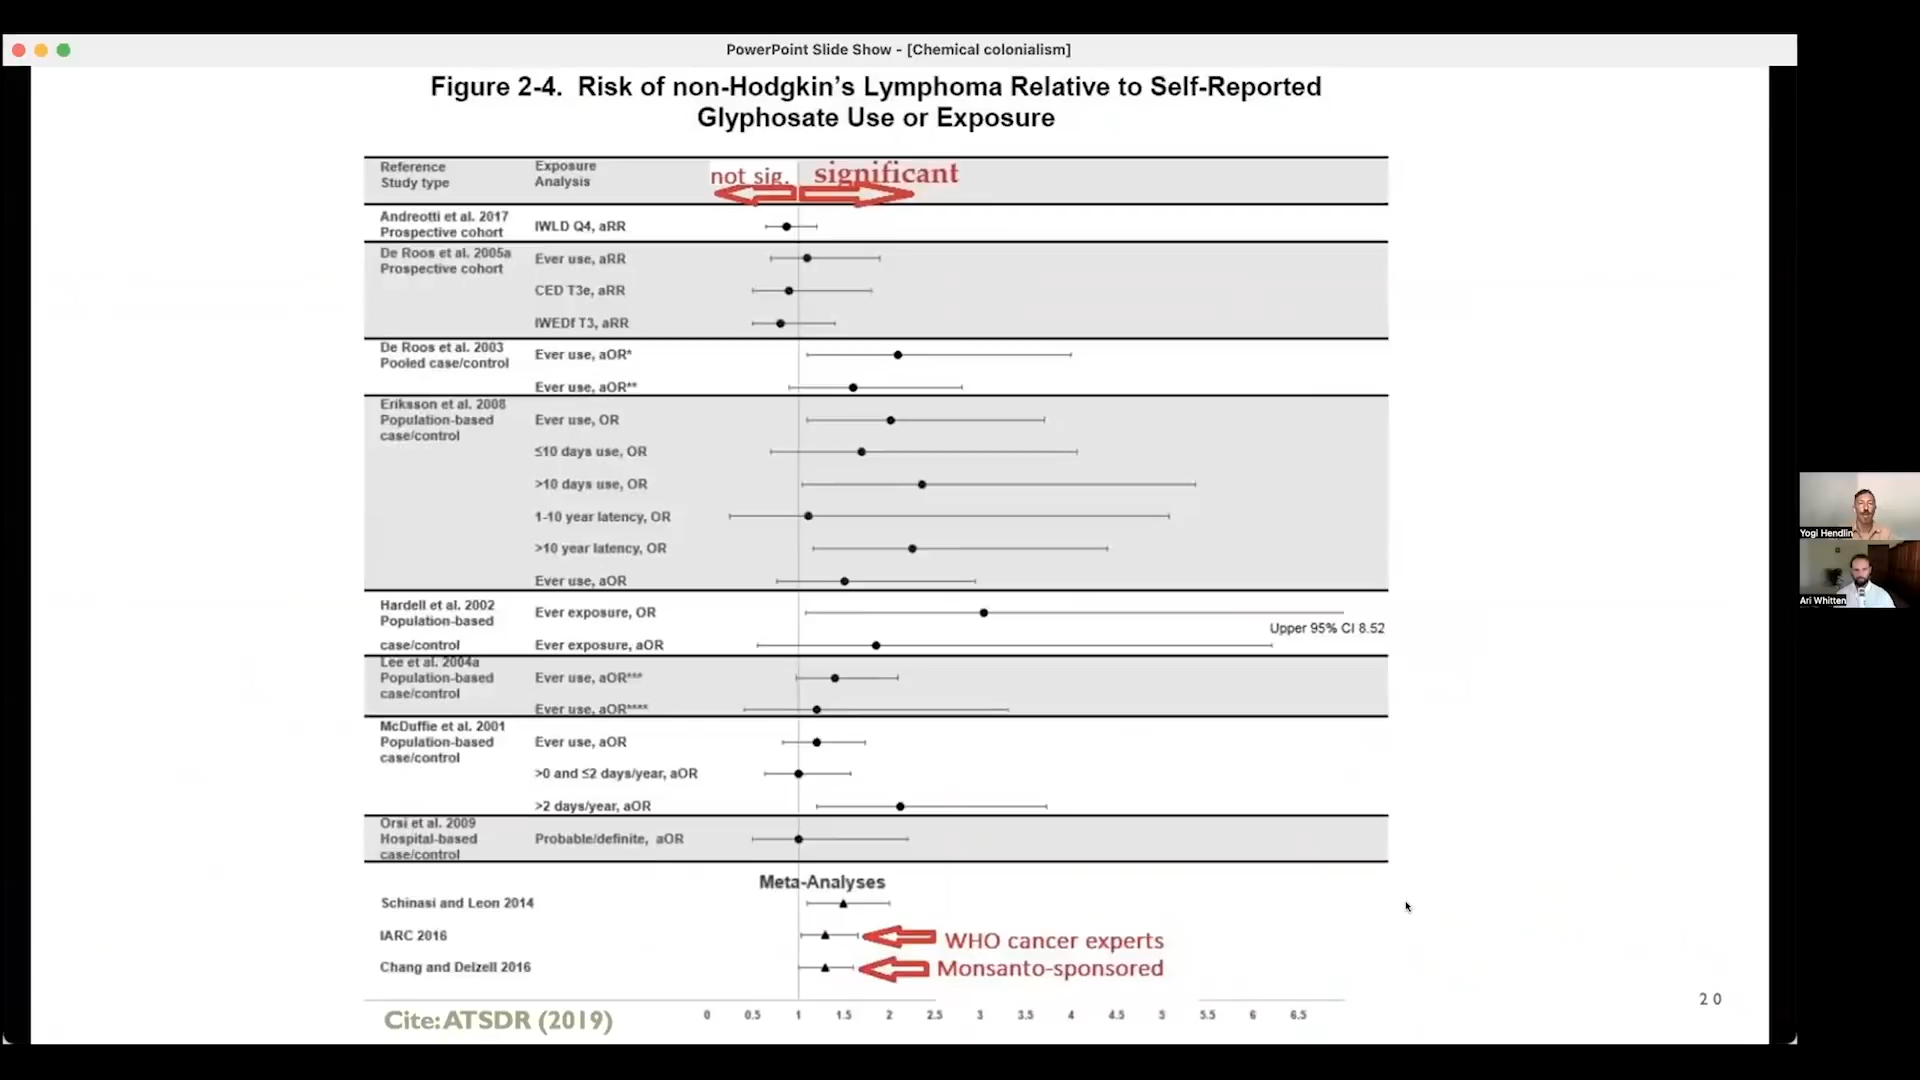 PowerPoint Slide Show - [Chemical colonialism]
Figure 2-4. Risk of non-Hodgkin's Lymphoma Relative to Self-Reported
Glyphosate Use or Exposure
Reference
Study type
Exposure
Analysis
not sig.
significant
Andreotti et al. 2017
Prospective cohort
IWLD Q4, aRR
De Roos et al. 2005a
Prospective cohort
Ever use, aRR
CED T3e, aRR
IWEDf T3, aRR
De Roos et al. 2003
Pooled case/control
Ever use, aOR*
Ever use, aOR**
Eriksson et al. 2008
Population-based
case/control
Ever use, OR
≤10 days use, OR
>10 days use, OR
1-10 year latency, OR
>10 year latency, OR
Ever use, aOR
Hardell et al. 2002
Population-based
case/control
Ever exposure, OR
Upper 95% CI 8.52
Ever exposure, aOR
Lee et al. 2004a
Population-based
case/control
Ever use, aOR***
Ever use, aOR****
McDuffie et al. 2001
Population-based
case/control
Ever use, aOR
>0 and ≤2 days/year, aOR
>2 days/year, aOR
Orsi et al. 2009
Hospital-based
case/control
Probable/definite, aOR
Meta-Analyses
Schinasi and Leon 2014
IARC 2016
WHO cancer experts
Chang and Delzell 2016
Monsanto-sponsored
0 0.5 1 1.5 2 2.5 3 3.5 4 4.5 5 5.5 6 6.5
Cite: ATSDR (2019)
20
Yogi Hendlin
Ari Whitten